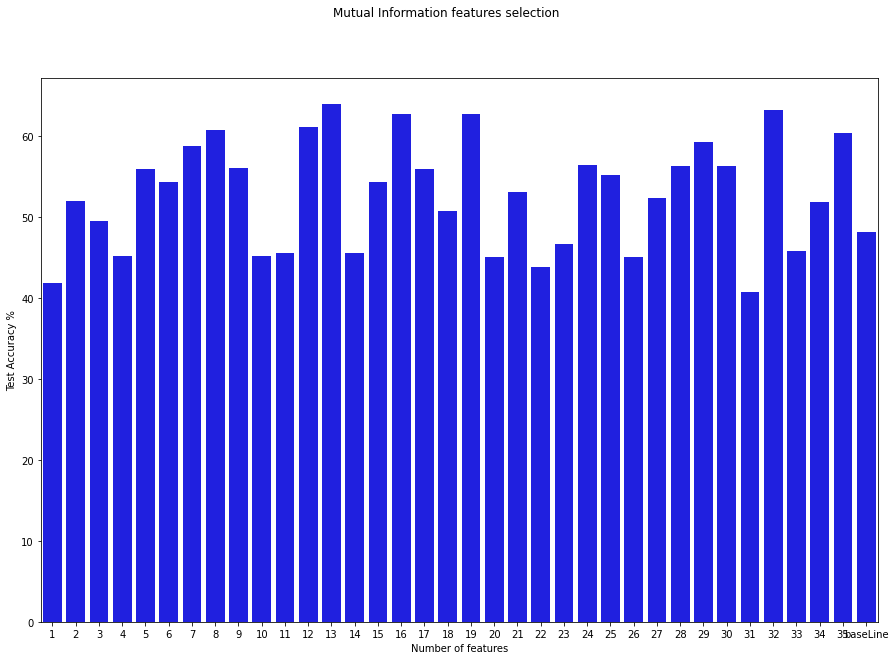 Mutual Information features selection
Test Accuracy %
60
50
40
30
20
10
0
1 2 3 4 5 6 7 8 9 10 11 12 13 14 15 16 17 18 19 20 21 22 23 24 25 26 27 28 29 30 31 32 33 34 35 baseLine
Number of features